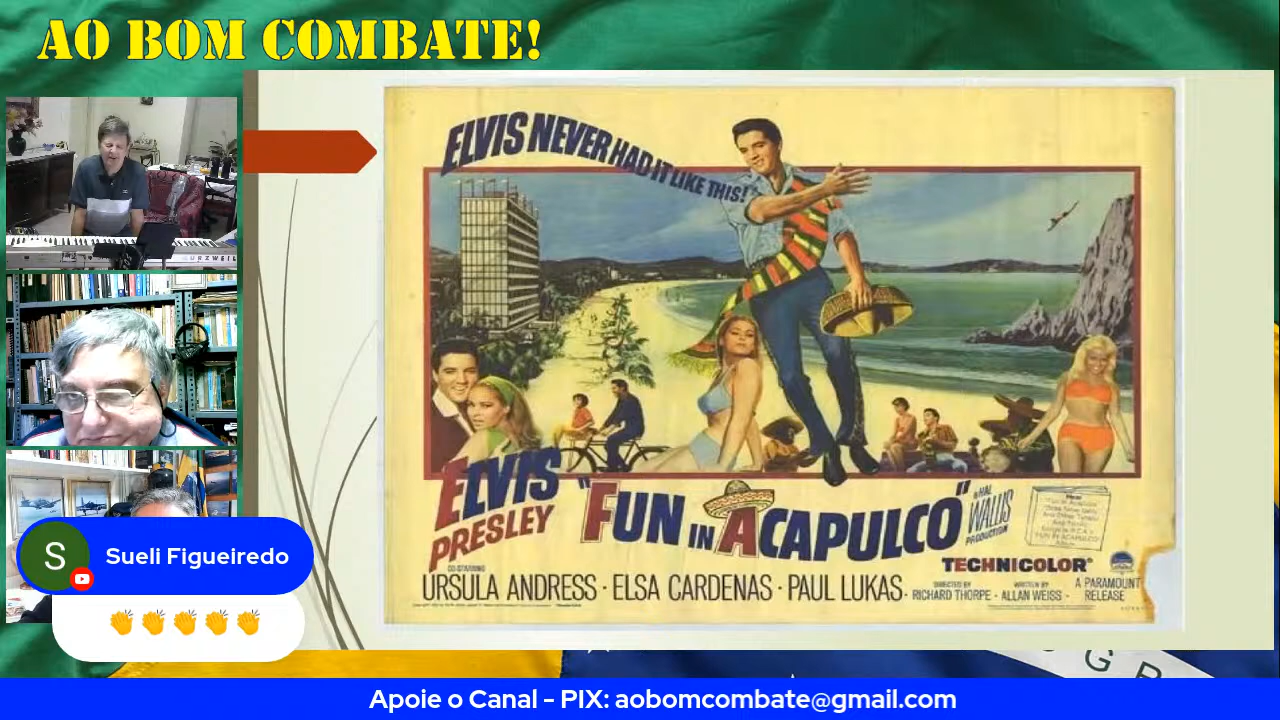 AO BOM COMBATE!
ELVIS NEVER HAD IT LIKE THIS!
KURZWEIL
ELVIS
PRESLEY
"FUN IN ACAPULCO"
A HAL
WALLIS
PRODUCTION
TECHNICOLOR®
CO-STARRING
URSULA ANDRESS · ELSA CARDENAS · PAUL LUKAS ·
DIRECTED BY
RICHARD THORPE ·
WRITTEN BY
ALLAN WEISS ·
A PARAMOUNT
RELEASE
S
Sueli Figueiredo
👏👏👏👏👏
G R
Apoie o Canal - PIX: aobomcombate@gmail.com